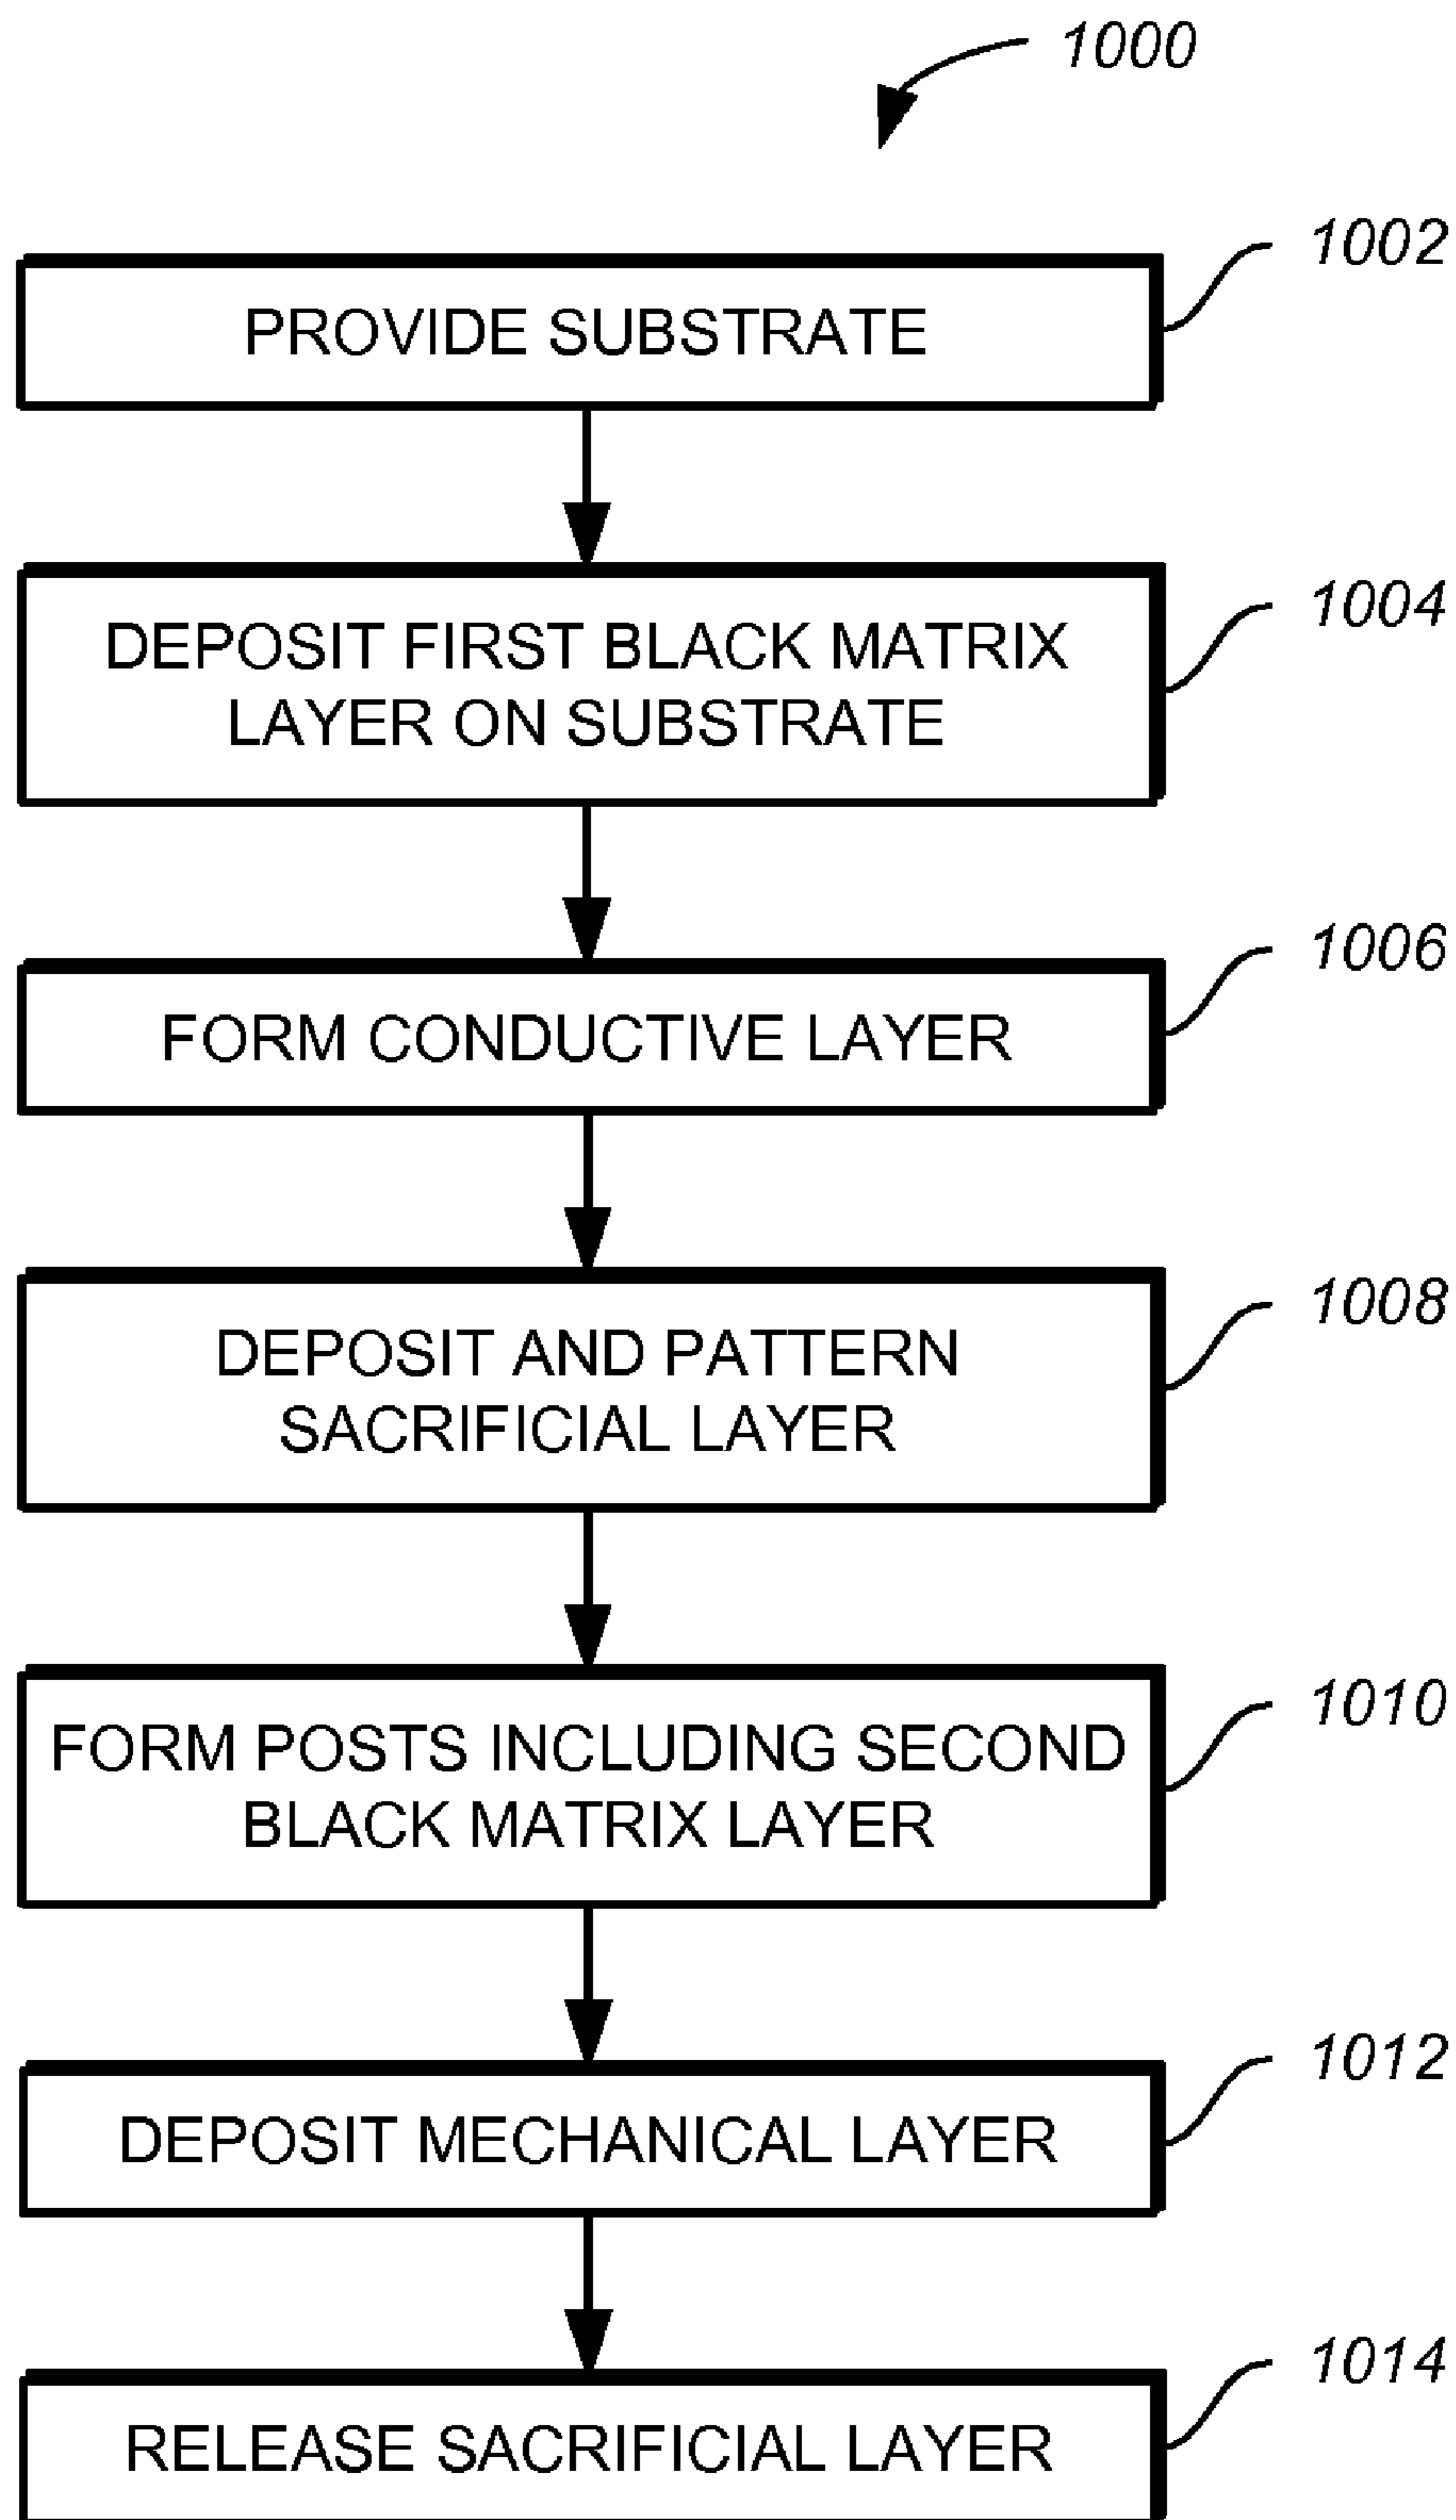 1000
1002
PROVIDE SUBSTRATE
1004
DEPOSIT FIRST BLACK MATRIX
LAYER ON SUBSTRATE
1006
FORM CONDUCTIVE LAYER
1008
DEPOSIT AND PATTERN
SACRIFICIAL LAYER
1010
FORM POSTS INCLUDING SECOND
BLACK MATRIX LAYER
1012
DEPOSIT MECHANICAL LAYER
1014
RELEASE SACRIFICIAL LAYER